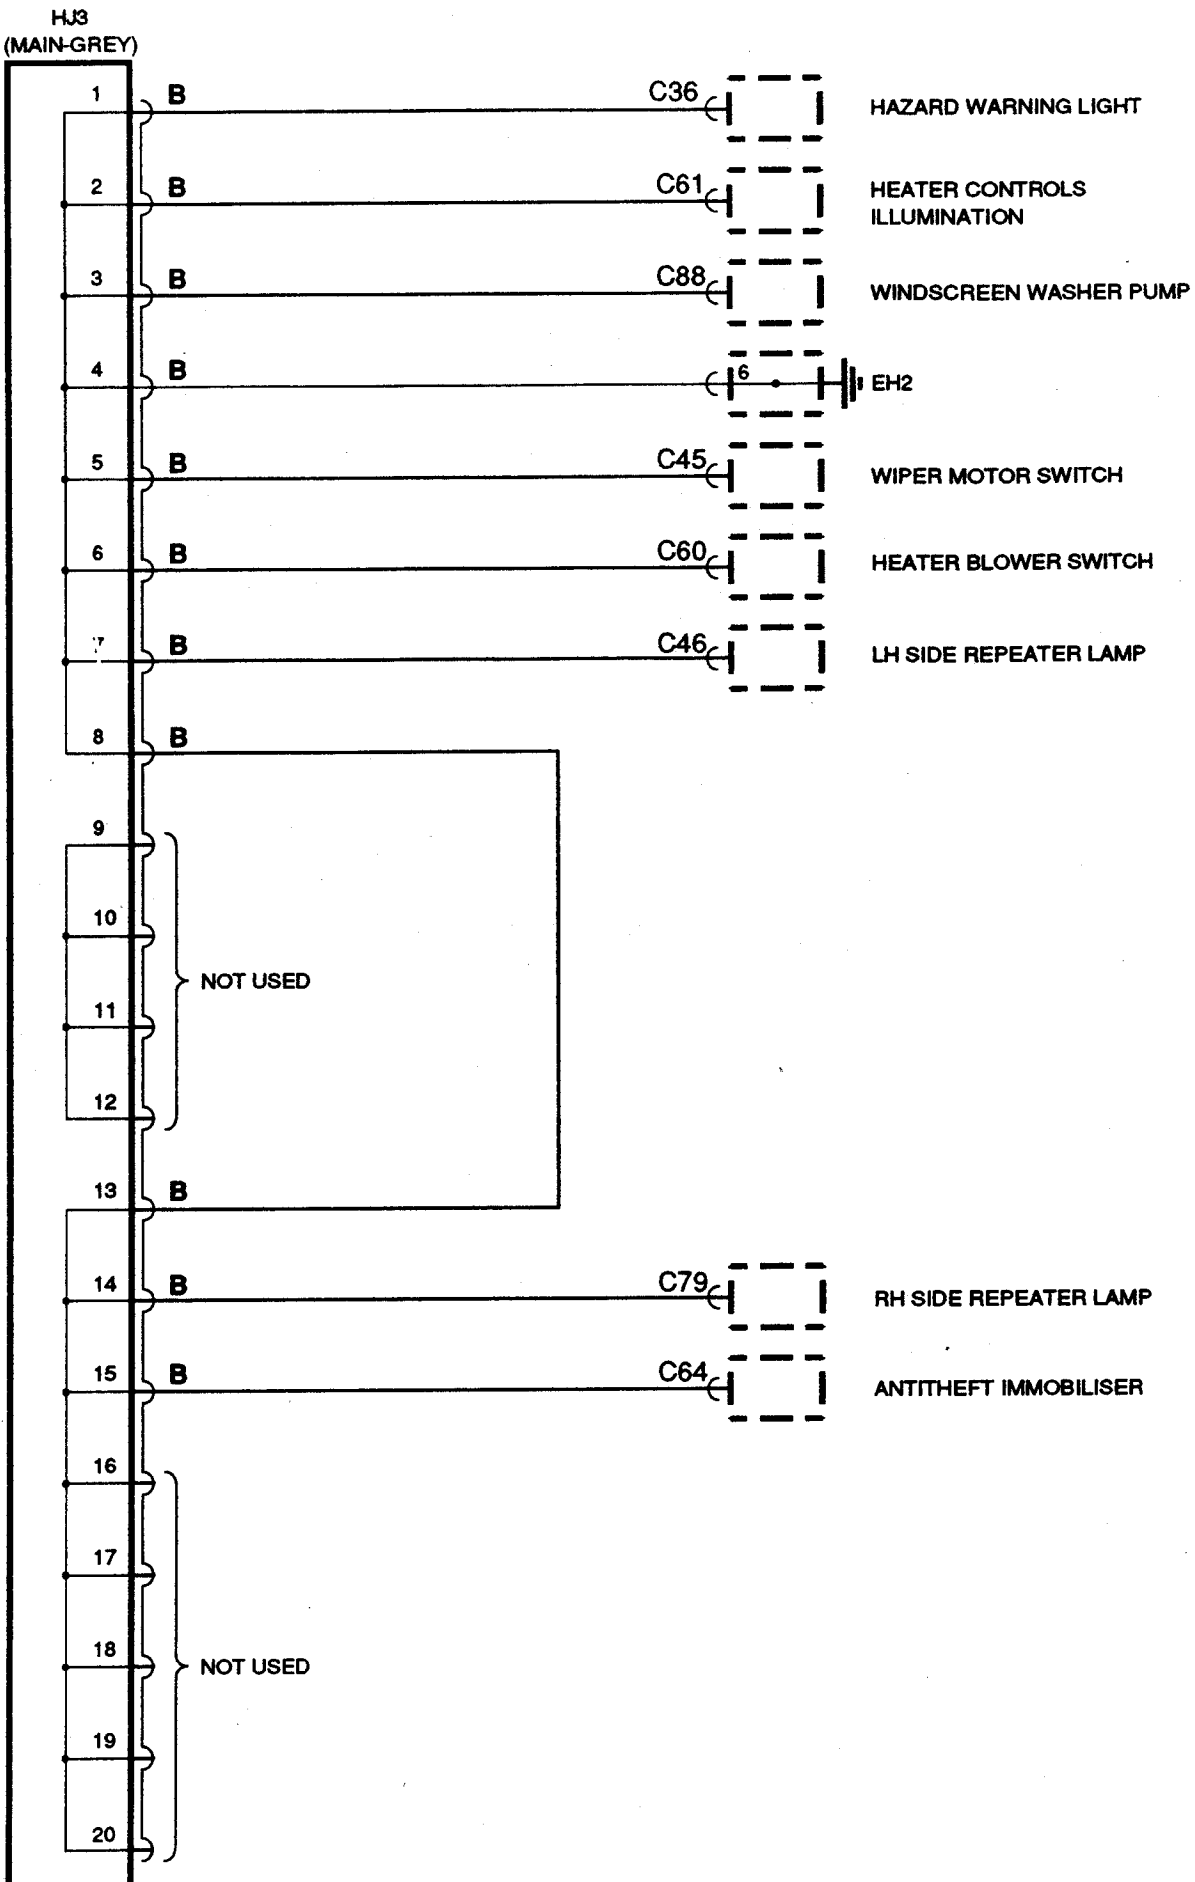 HJ3
(MAIN-GREY)
1 B C36 HAZARD WARNING LIGHT
2 B C61 HEATER CONTROLS
ILLUMINATION
3 B C88 WINDSCREEN WASHER PUMP
4 B 6 EH2
5 B C45 WIPER MOTOR SWITCH
6 B C60 HEATER BLOWER SWITCH
7 B C46 LH SIDE REPEATER LAMP
8 B
9
10
NOT USED
11
12
13 B
14 B C79 RH SIDE REPEATER LAMP
15 B C64 ANTITHEFT IMMOBILISER
16
17
18 NOT USED
19
20